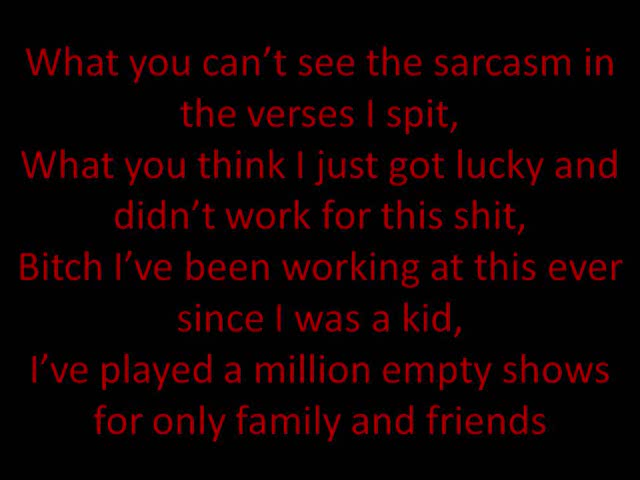 What you can’t see the sarcasm in
the verses I spit,
What you think I just got lucky and
didn’t work for this shit,
Bitch I’ve been working at this ever
since I was a kid,
I’ve played a million empty shows
for only family and friends